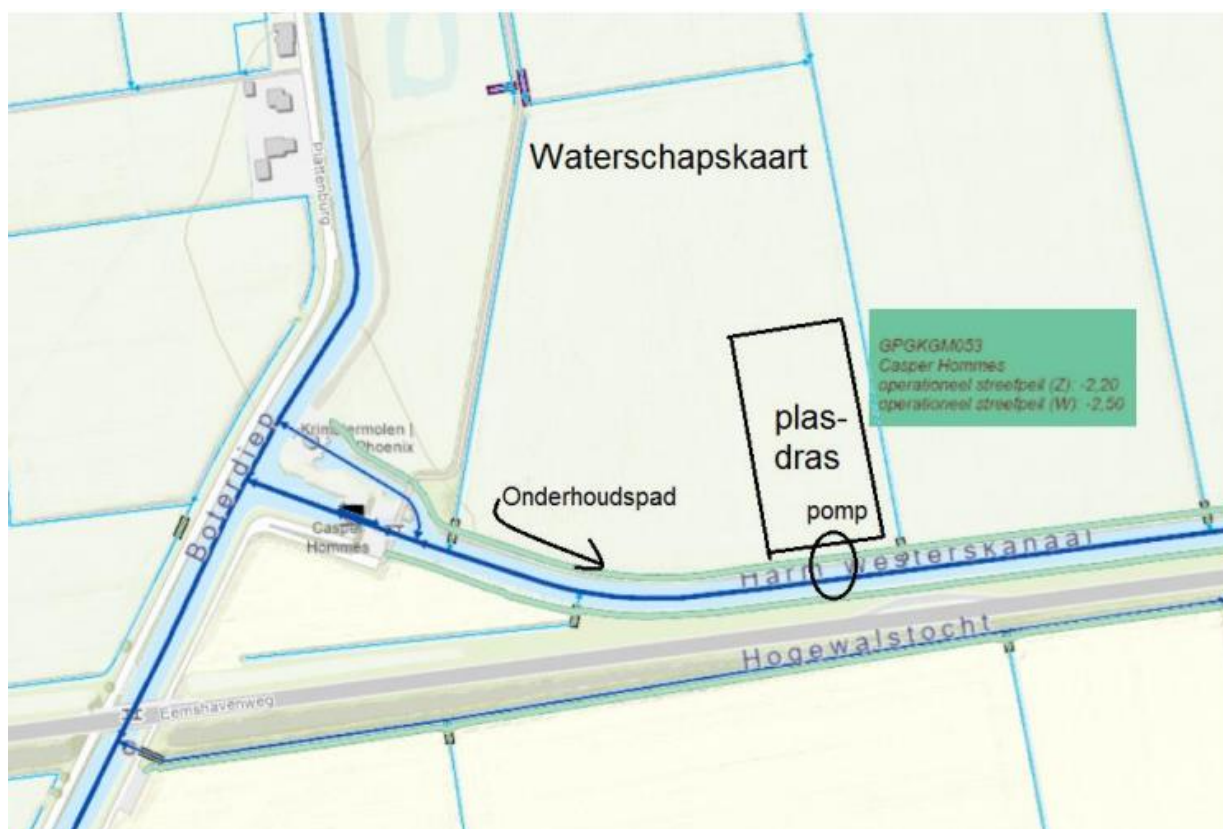 plattenburg
Waterschapskaart
GPGKGM053
Casper Hommes
operationeel streefpeil (Z): -2,20
operationeel streefpeil (W): -2,50
plas-
dras
Boterdiep
Phoenix
Onderhoudspad
pomp
Casper
Hommes
Harm westerskanaal
Hogewalstocht
Eemshavenweg